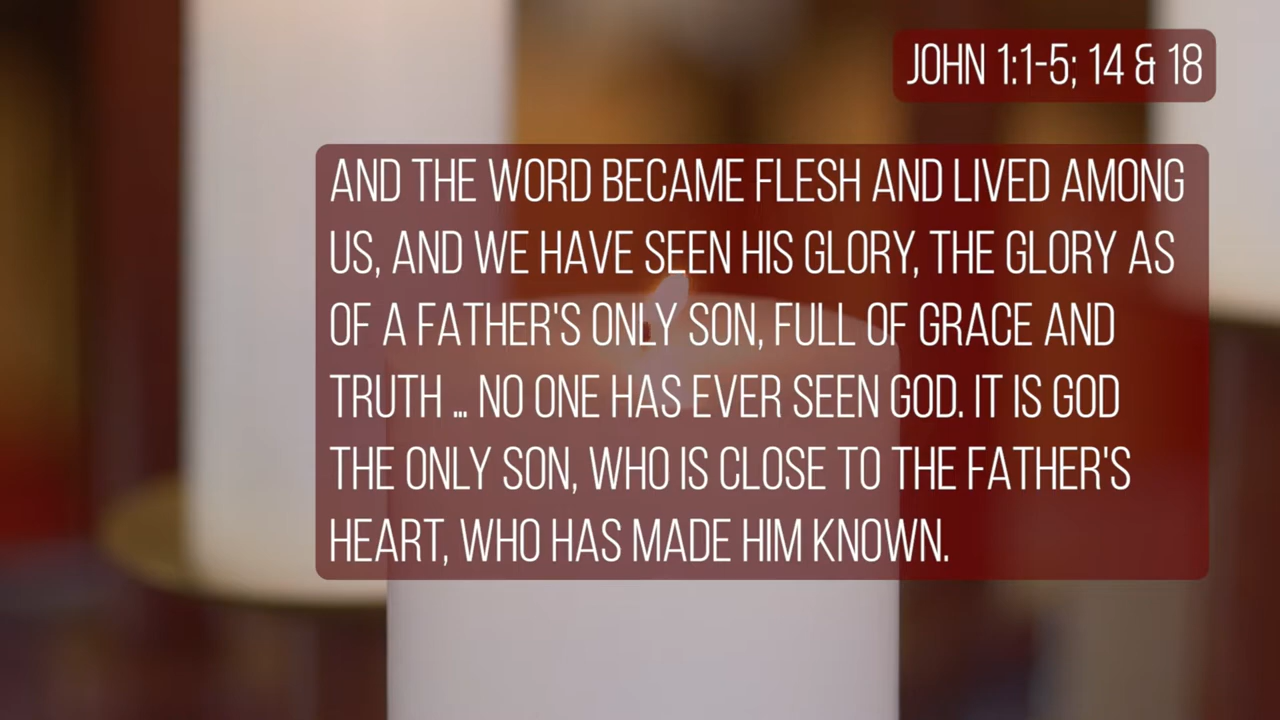 JOHN 1:1-5; 14 & 18
AND THE WORD BECAME FLESH AND LIVED AMONG
US, AND WE HAVE SEEN HIS GLORY, THE GLORY AS
OF A FATHER'S ONLY SON, FULL OF GRACE AND
TRUTH ... NO ONE HAS EVER SEEN GOD. IT IS GOD
THE ONLY SON, WHO IS CLOSE TO THE FATHER'S
HEART, WHO HAS MADE HIM KNOWN.